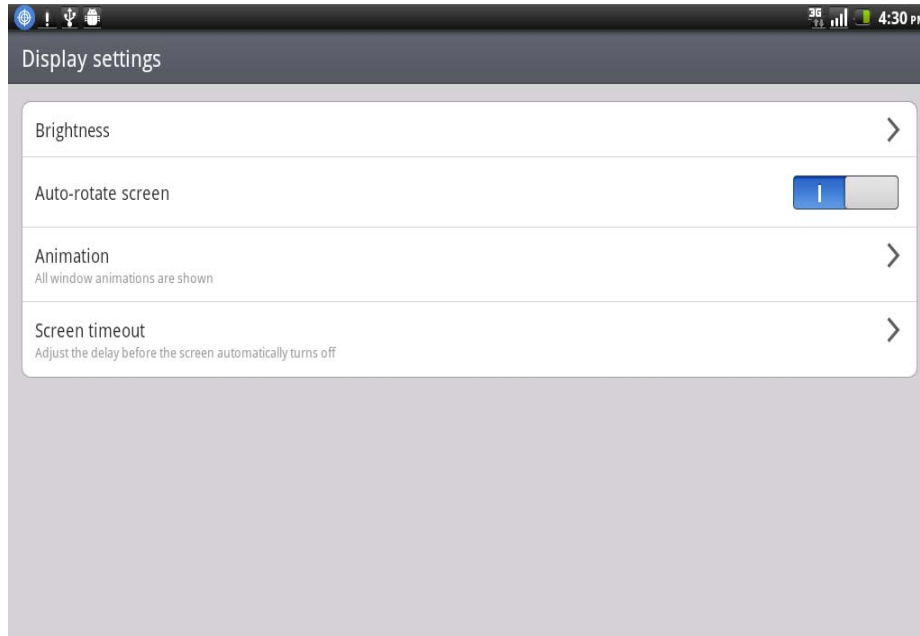 3G 4:30 PM
Display settings
Brightness
Auto-rotate screen
Animation
All window animations are shown
Screen timeout
Adjust the delay before the screen automatically turns off